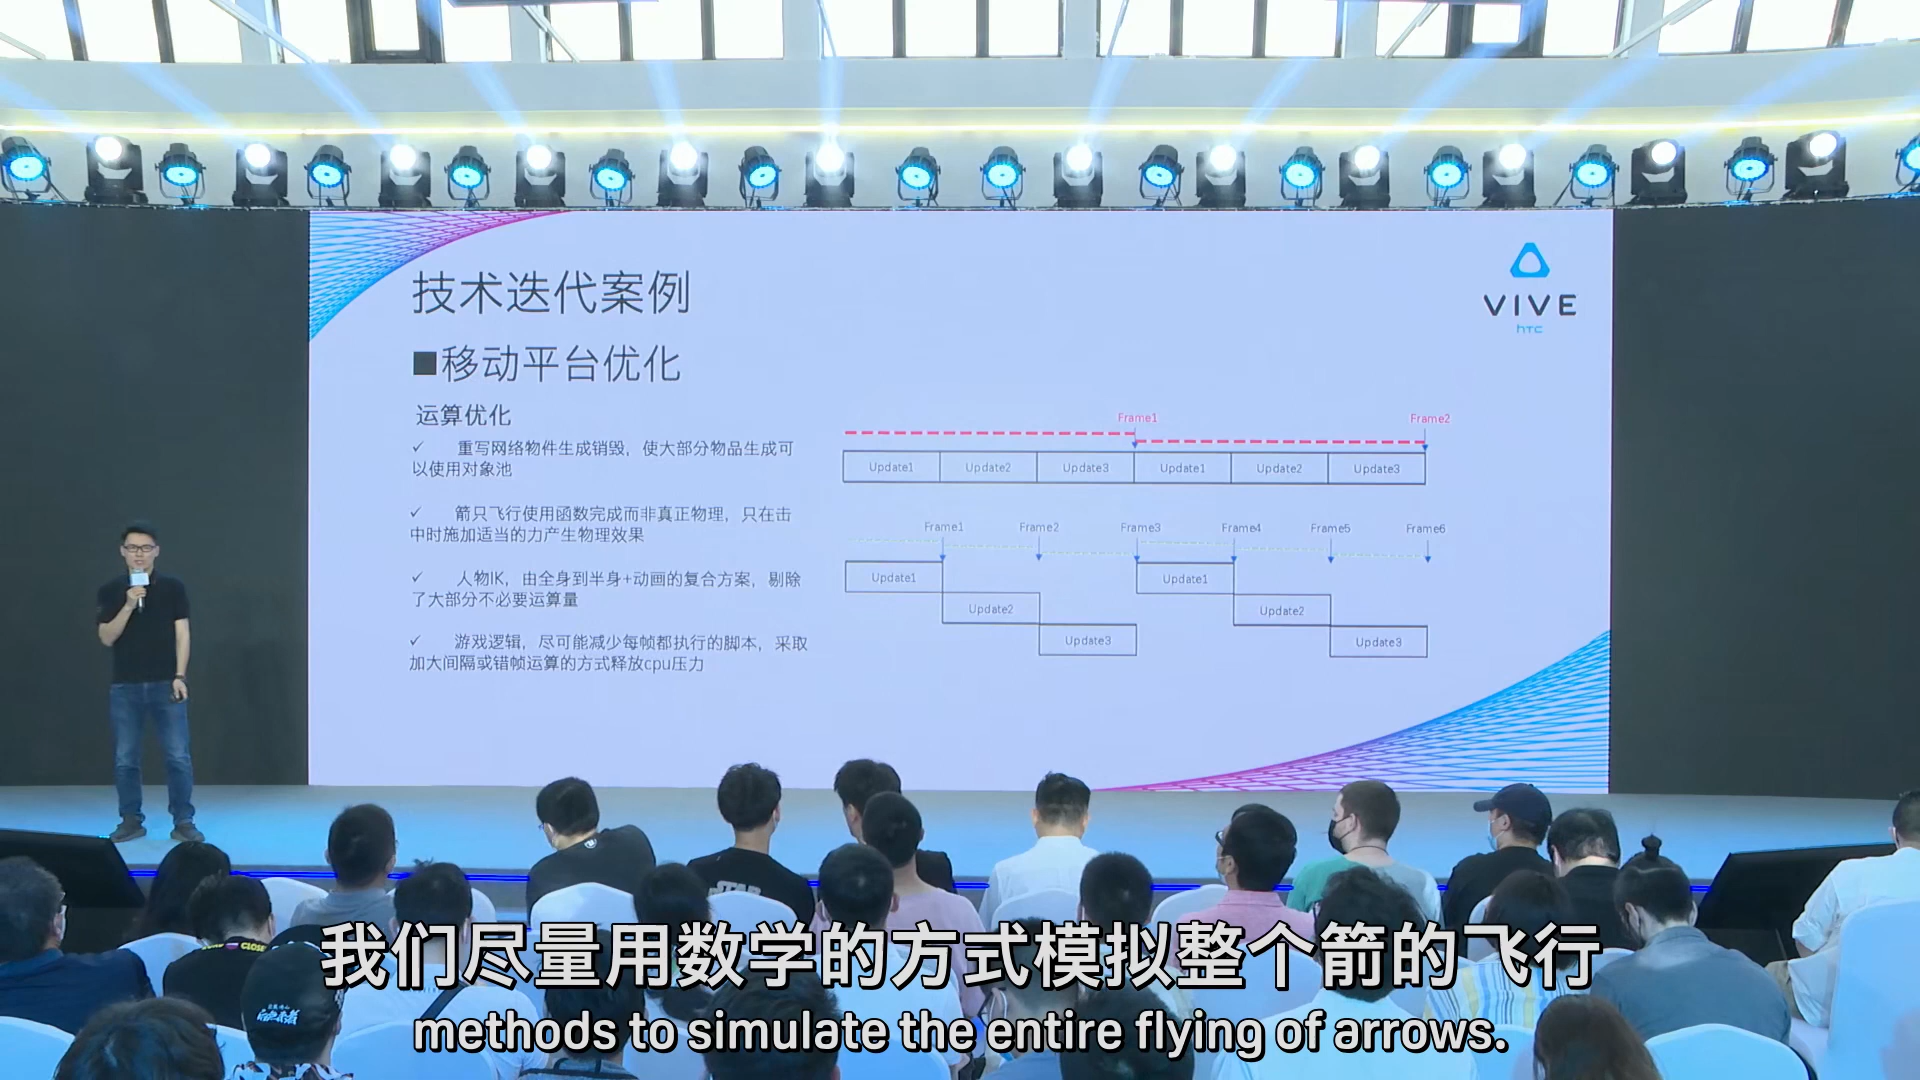 技术迭代案例
VIVE
hTC
■移动平台优化
运算优化
✓ 重写网络物件生成销毁，使大部分物品生成可
以使用对象池
✓ 箭只飞行使用函数完成而非真正物理，只在击
中时施加适当的力产生物理效果
✓ 人物IK，由全身到半身+动画的复合方案，剔除
了大部分不必要运算量
✓ 游戏逻辑，尽可能减少每帧都执行的脚本，采取
加大间隔或错帧运算的方式释放cpu压力
Frame1 Frame2
Update1 Update2 Update3 Update1 Update2 Update3
Frame1 Frame2 Frame3 Frame4 Frame5 Frame6
Update1 Update1
Update2 Update2
Update3 Update3
CLOSE
我们尽量用数学的方式模拟整个箭的飞行
methods to simulate the entire flying of arrows.